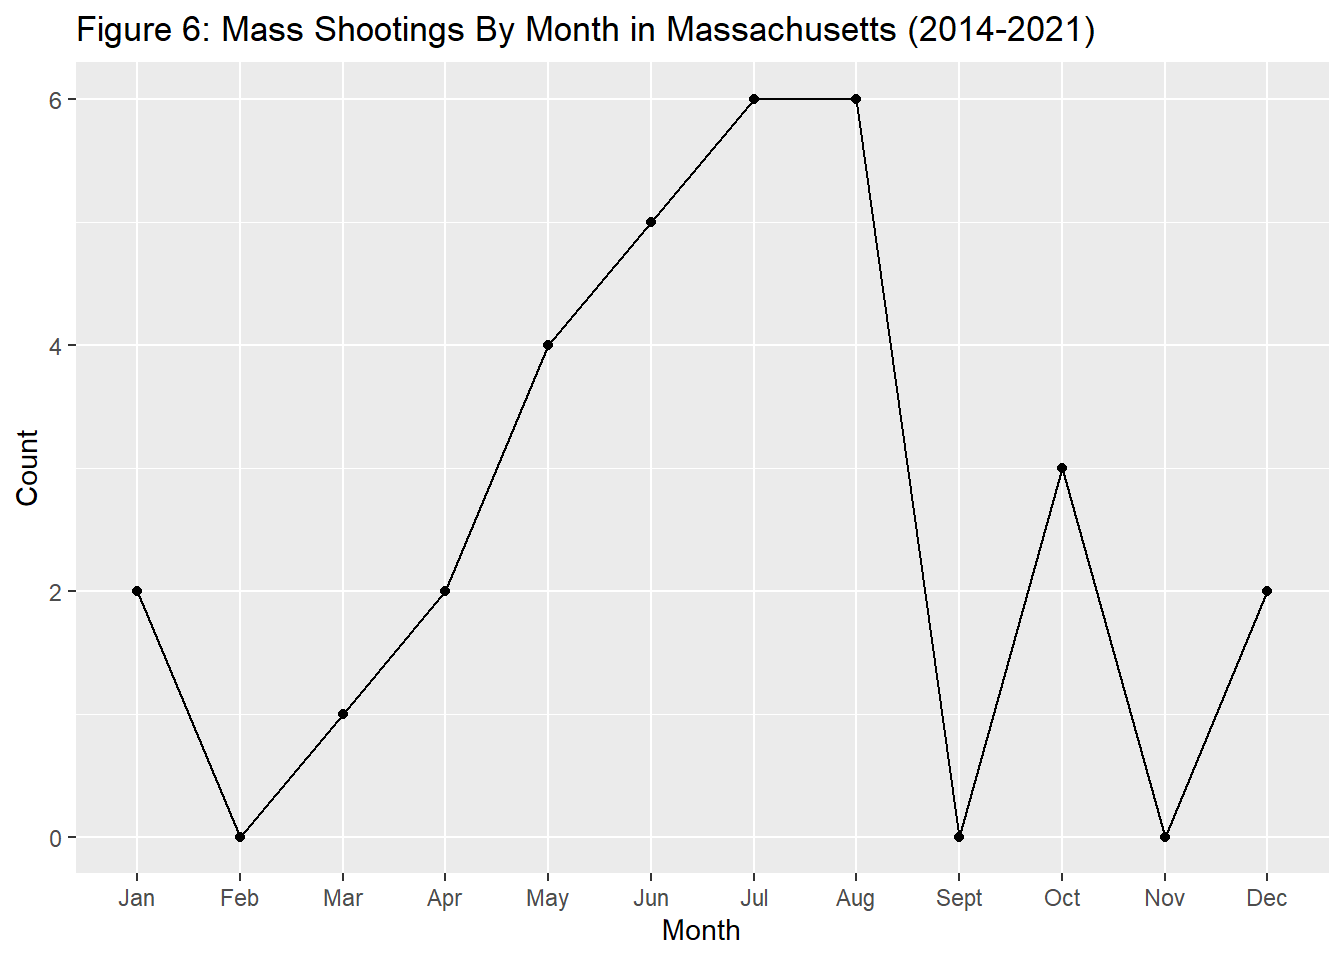 Figure 6: Mass Shootings By Month in Massachusetts (2014-2021)
6
4
2
0
Count
Jan Feb Mar Apr May Jun Jul Aug Sept Oct Nov Dec
Month